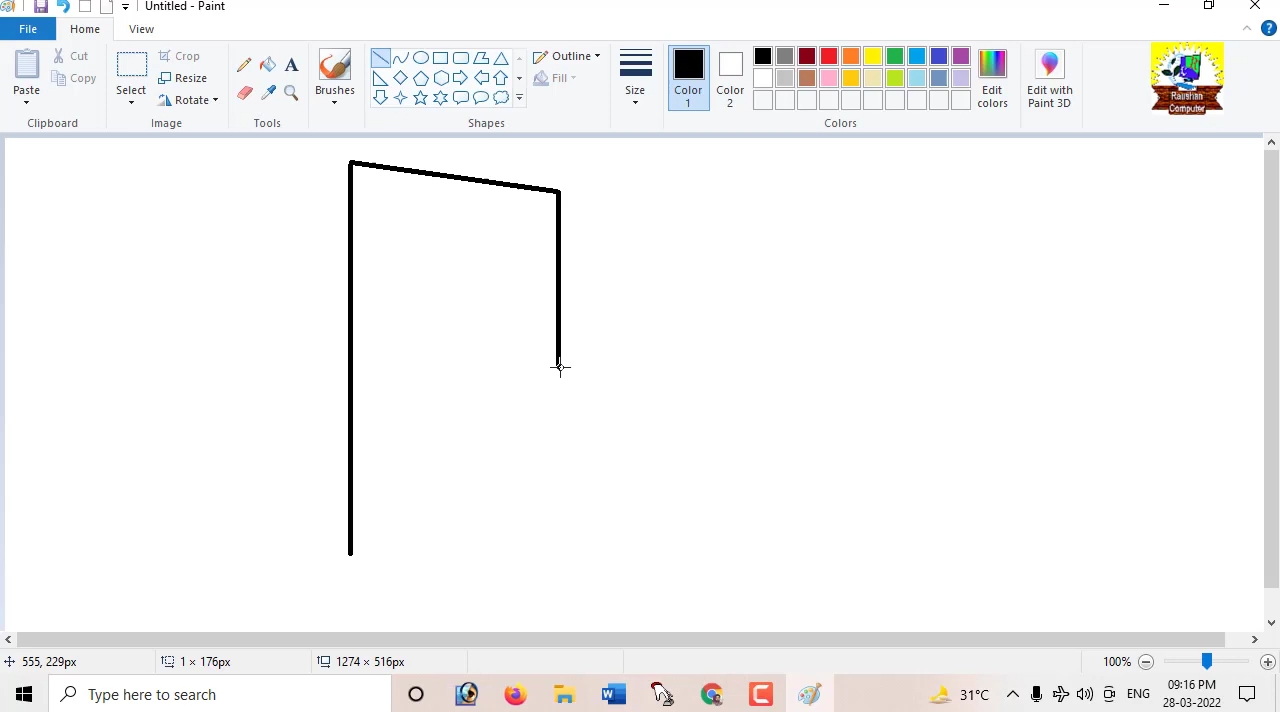 Untitled - Paint
File Home View
Paste
Cut
Copy
Clipboard
Select
Crop
Resize
Rotate
Image
A
Tools
Brushes
Shapes
Outline
Fill
Size
Color 1
Color 2
Edit colors
Colors
Edit with Paint 3D
Raushan
Computer
555, 229px
1 × 176px
1274 × 516px
100%
Type here to search
31°C
ENG
09:16 PM
28-03-2022